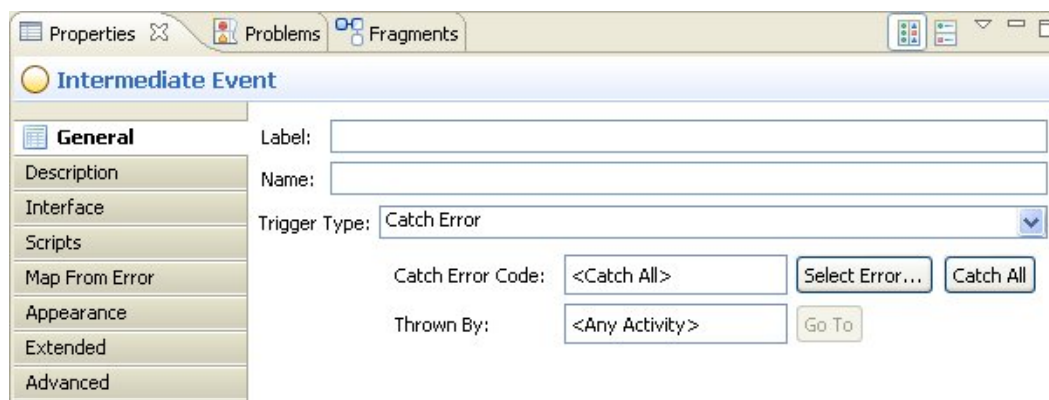 Properties Problems Fragments
Intermediate Event
General
Description
Interface
Scripts
Map From Error
Appearance
Extended
Advanced
Label:
Name:
Trigger Type: Catch Error
Catch Error Code: <Catch All> Select Error... Catch All
Thrown By: <Any Activity> Go To